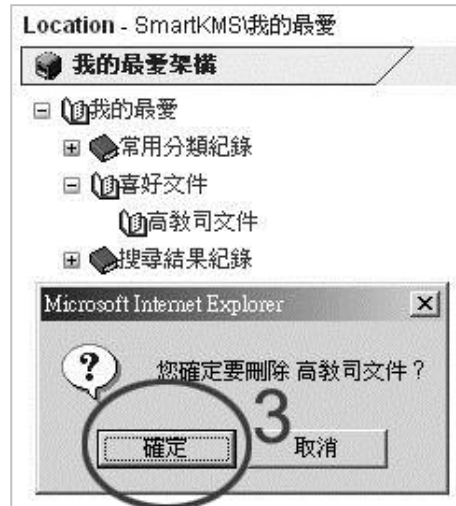 Location - SmartKMS\我的最愛
我的最愛架構
我的最愛
常用分類紀錄
喜好文件
高教司文件
搜尋結果紀錄
Microsoft Internet Explorer
?
您確定要刪除 高教司文件？
確定 3 取消